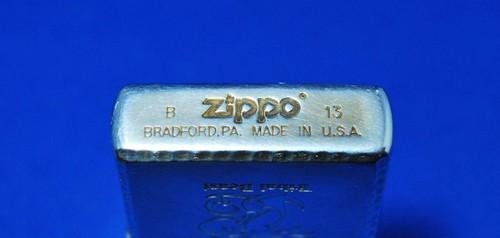 B zippo® 13
BRADFORD.PA. MADE IN U.S.A.